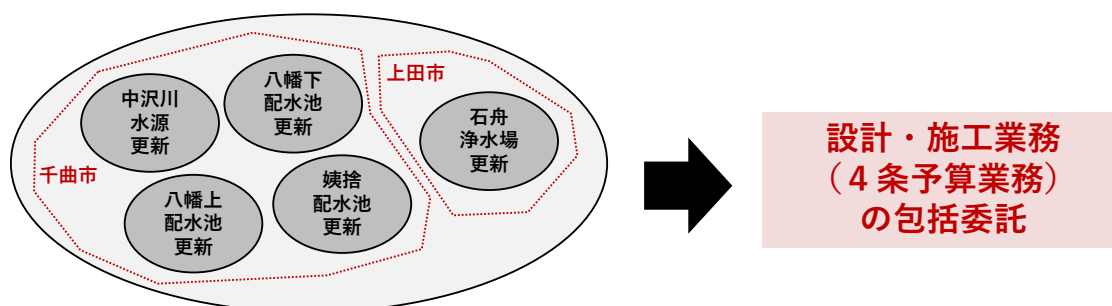 中沢川
水源
更新
八幡下
配水池
更新
千曲市
八幡上
配水池
更新
姨捨
配水池
更新
上田市
石舟
浄水場
更新
設計・施工業務
（４条予算業務）
の包括委託